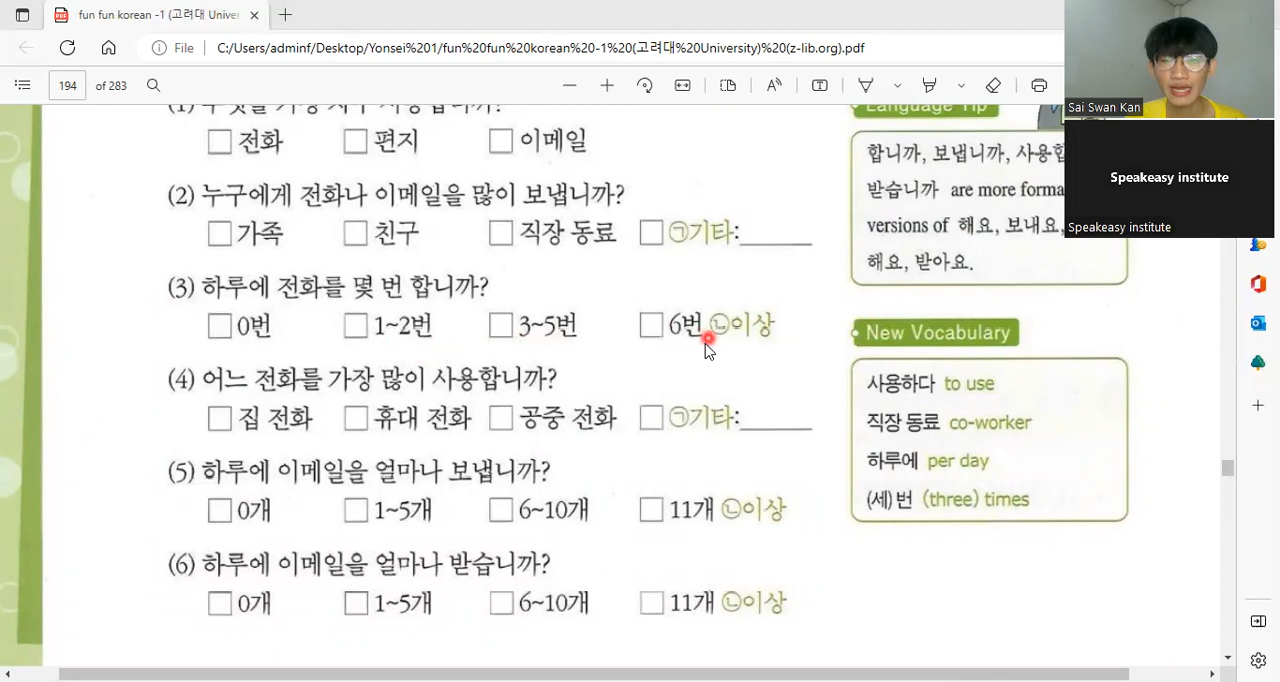 fun fun korean -1 (고려대 Univer
File C:/Users/adminf/Desktop/Yonsei%201/fun%20fun%20korean%20-1%20(고려대%20University)%20(z-lib.org).pdf
194 of 283
전화 편지 이메일
(2) 누구에게 전화나 이메일을 많이 보냅니까?
가족 친구 직장 동료 ㉠기타:______
(3) 하루에 전화를 몇 번 합니까?
0번 1~2번 3~5번 6번 ㉡이상
(4) 어느 전화를 가장 많이 사용합니까?
집 전화 휴대 전화 공중 전화 ㉠기타:______
(5) 하루에 이메일을 얼마나 보냅니까?
0개 1~5개 6~10개 11개 ㉡이상
(6) 하루에 이메일을 얼마나 받습니까?
0개 1~5개 6~10개 11개 ㉡이상
Language Tip
합니까, 보냅니까, 사용합
받습니까 are more forma
versions of 해요, 보내요,
해요, 받아요.
New Vocabulary
사용하다 to use
직장 동료 co-worker
하루에 per day
(세)번 (three) times
Sai Swan Kan
Speakeasy institute
Speakeasy institute